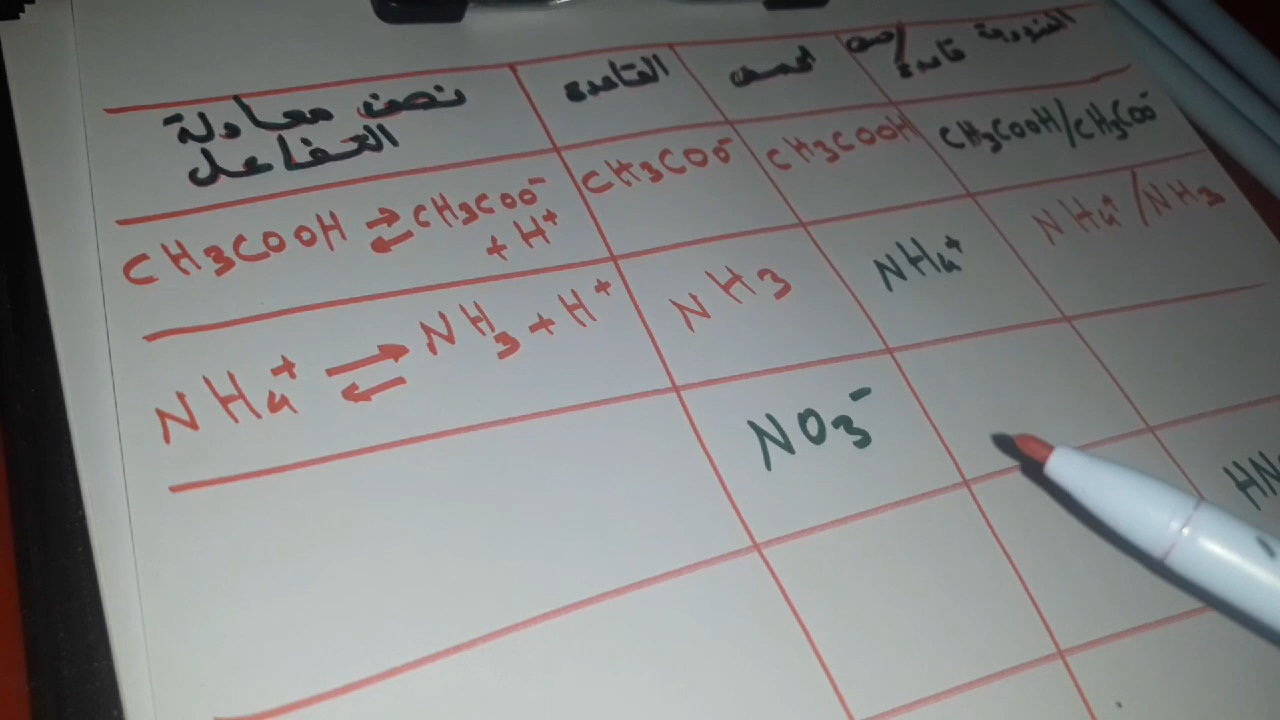 المزدوجة قاعدة/حمض
الحمض
القاعدة
نصف معادلة
التفاعل
CH3COOH/CH3COO-
CH3COOH
CH3COO-
CH3COOH ⇄ CH3COO-
+ H+
NH4+/NH3
NH4+
NH3
NH4+ ⇄ NH3 + H+
NO3-